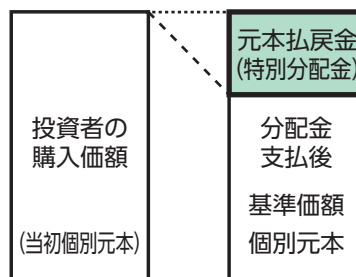 投資者の
購入価額
(当初個別元本)
元本払戻金
(特別分配金)
分配金
支払後
基準価額
個別元本